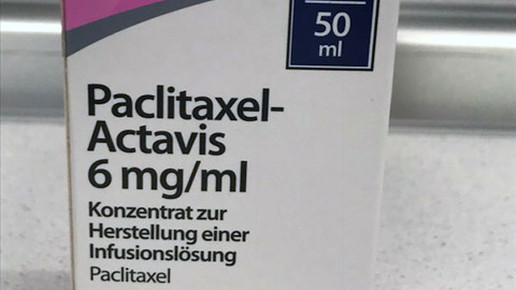 50
ml
Paclitaxel-
Actavis
6 mg/ml
Konzentrat zur
Herstellung einer
Infusionslösung
Paclitaxel